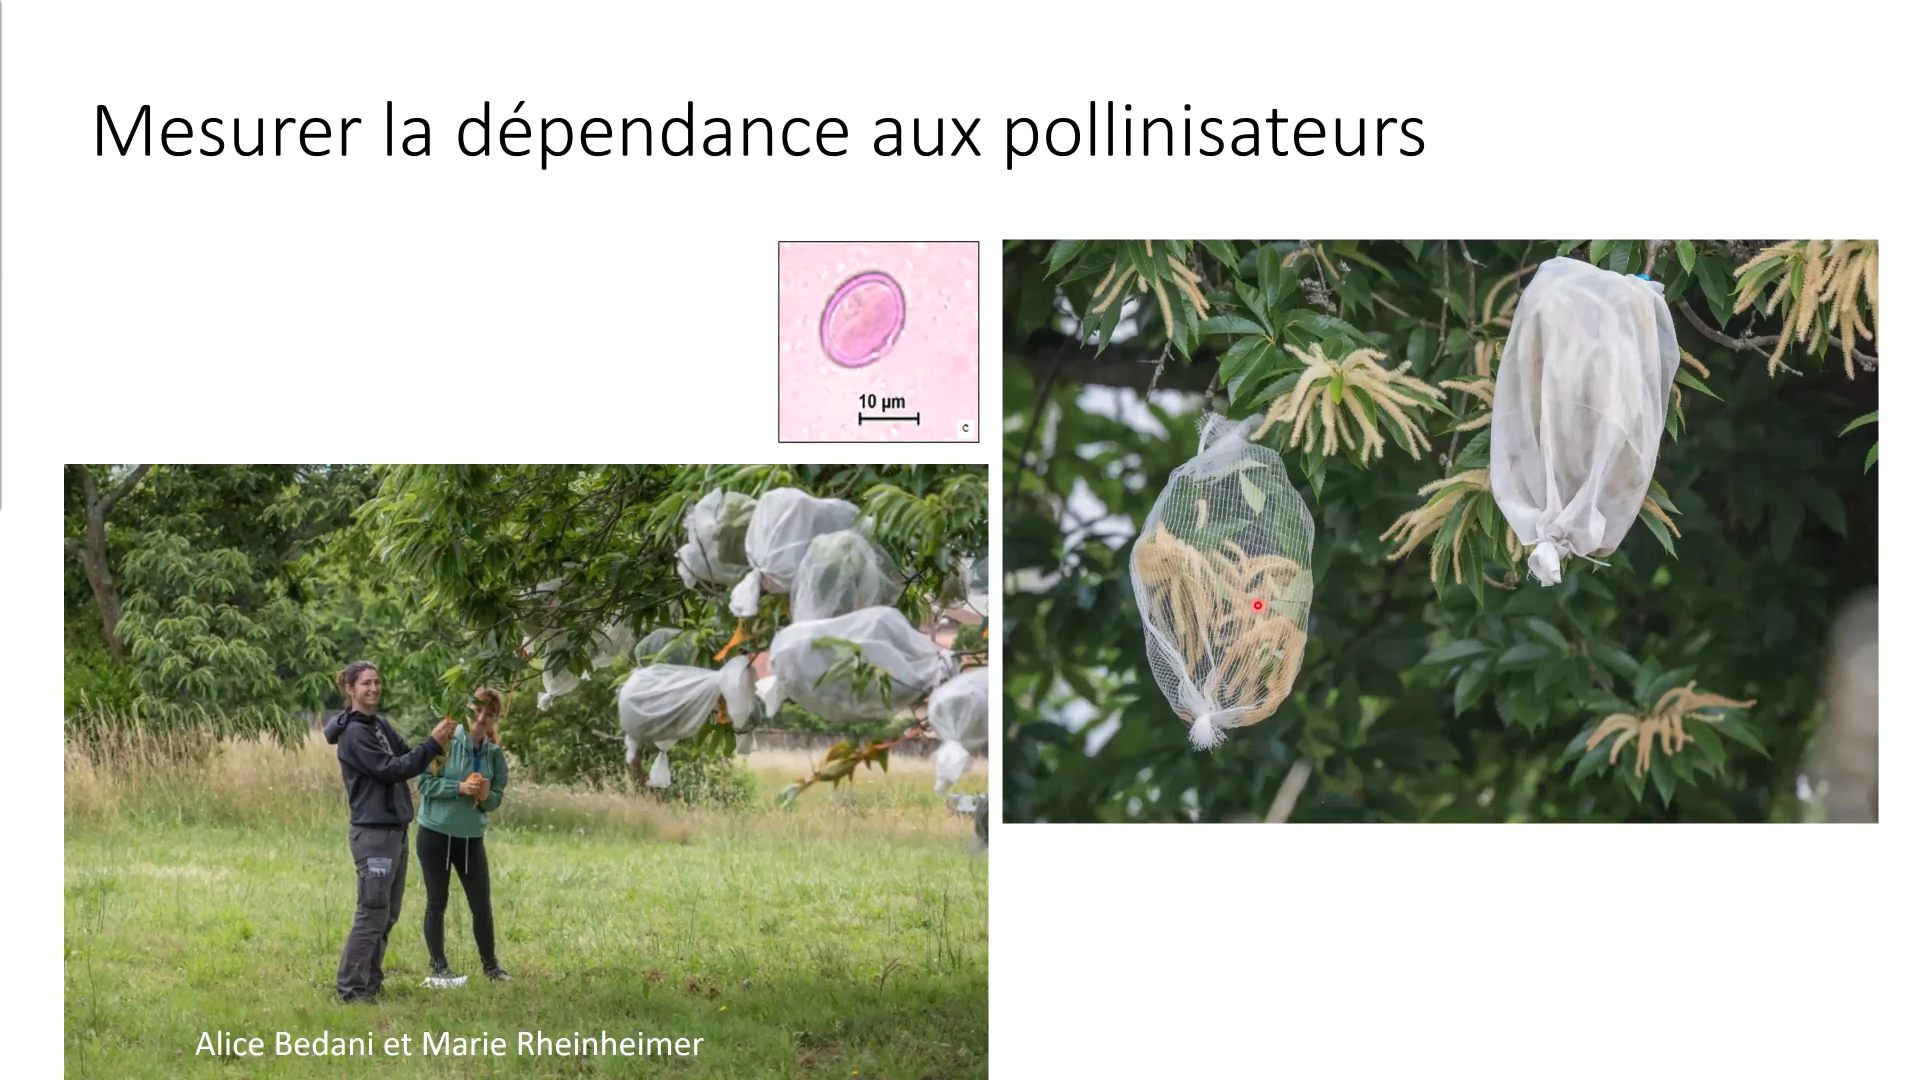 Mesurer la dépendance aux pollinisateurs
10 µm
c
Alice Bedani et Marie Rheinheimer